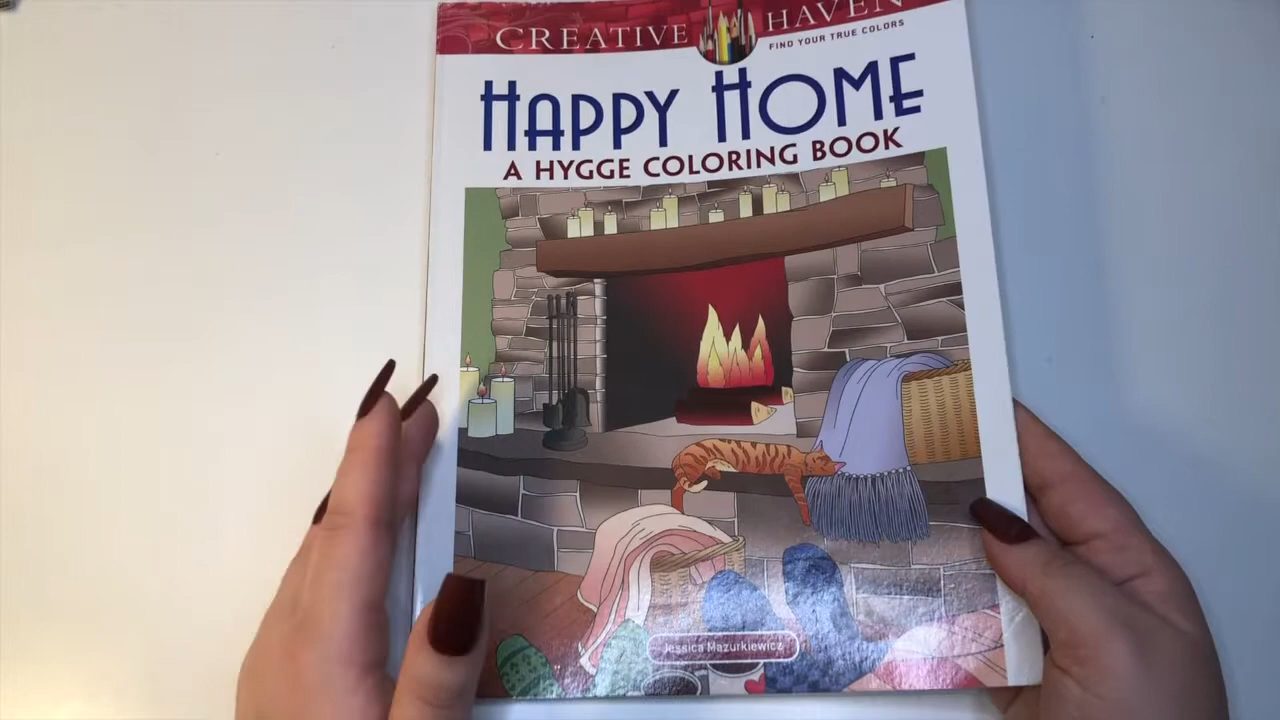 CREATIVE HAVEN
FIND YOUR TRUE COLORS
HAPPY HOME
A HYGGE COLORING BOOK
Jessica Mazurkiewicz